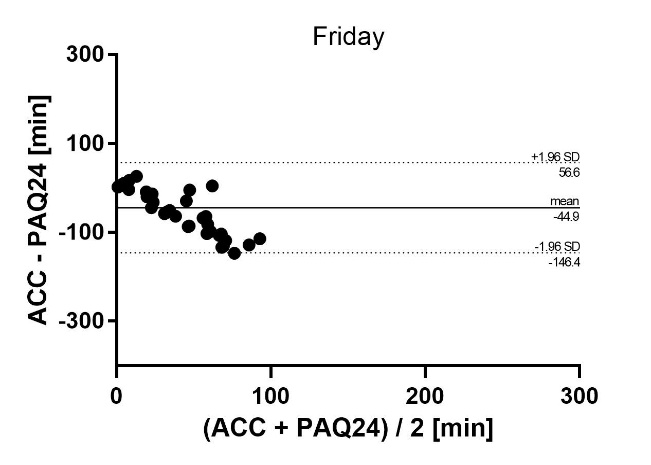 Friday
300
100
-100
-300
ACC - PAQ24 [min]
+1.96 SD
56.6
mean
-44.9
-1.96 SD
-146.4
0
100
200
300
(ACC + PAQ24) / 2 [min]